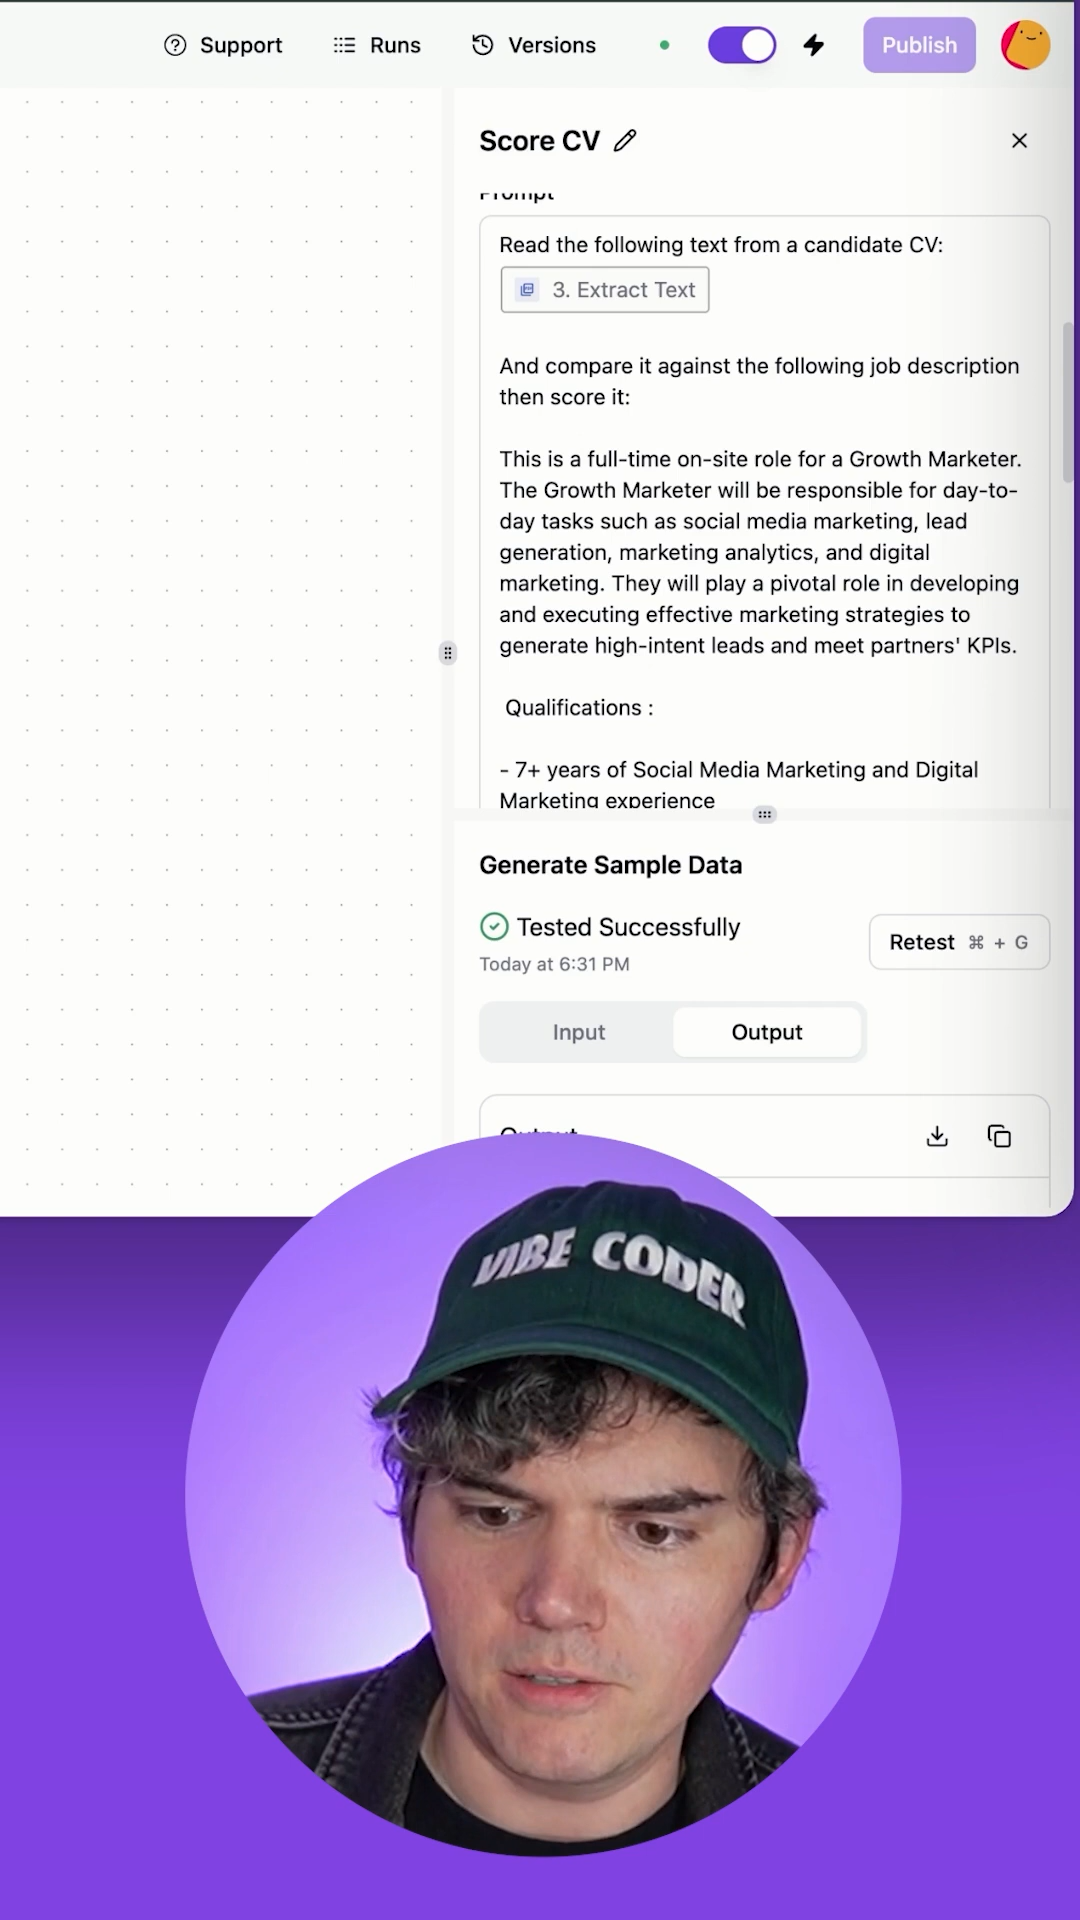 Support
Runs
Versions
Publish
Score CV
Prompt
Read the following text from a candidate CV:
3. Extract Text
And compare it against the following job description
then score it:
This is a full-time on-site role for a Growth Marketer.
The Growth Marketer will be responsible for day-to-
day tasks such as social media marketing, lead
generation, marketing analytics, and digital
marketing. They will play a pivotal role in developing
and executing effective marketing strategies to
generate high-intent leads and meet partners' KPIs.
Qualifications :
- 7+ years of Social Media Marketing and Digital
Marketing experience
Generate Sample Data
Tested Successfully
Today at 6:31 PM
Retest ⌘ + G
Input
Output
Output
VIBE CODER